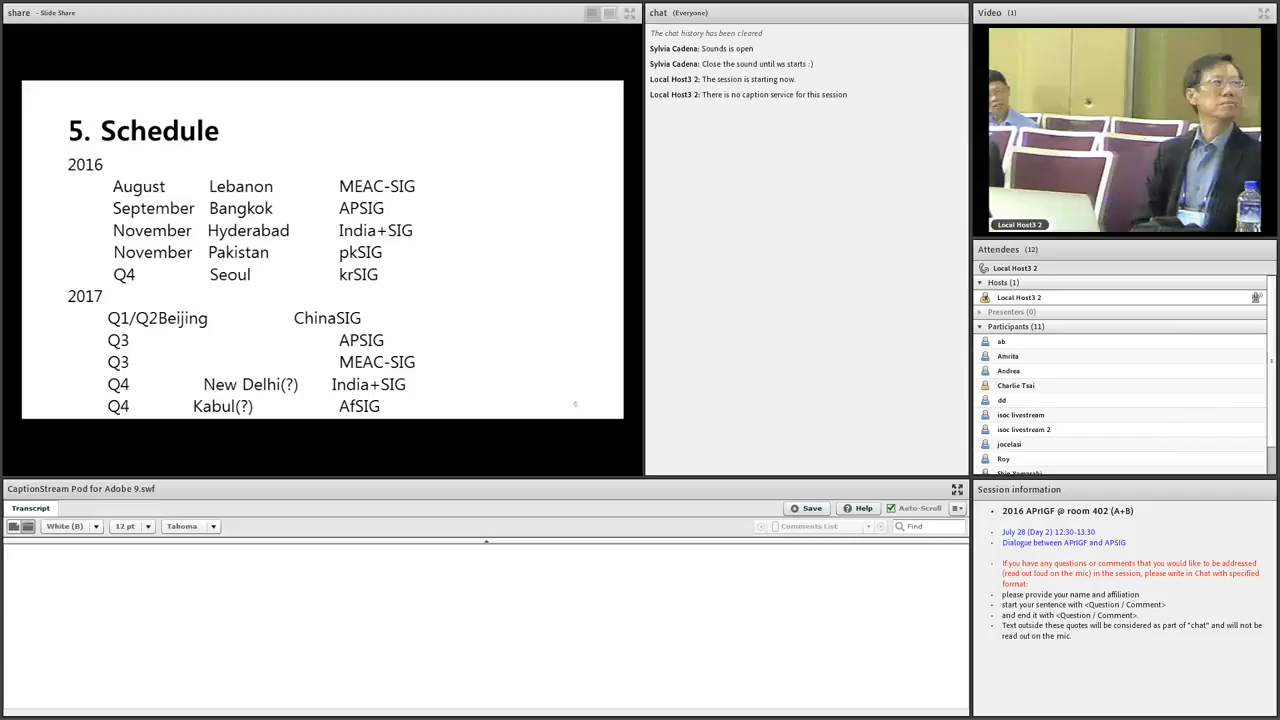 share - Slide Share
5. Schedule
2016
August Lebanon MEAC-SIG
September Bangkok APSIG
November Hyderabad India+SIG
November Pakistan pkSIG
Q4 Seoul krSIG
2017
Q1/Q2Beijing ChinaSIG
Q3 APSIG
Q3 MEAC-SIG
Q4 New Delhi(?) India+SIG
Q4 Kabul(?) AfSIG
6
chat (Everyone)
The chat history has been cleared
Sylvia Cadena: Sounds is open
Sylvia Cadena: Close the sound until ws starts :)
Local Host3 2: The session is starting now.
Local Host3 2: There is no caption service for this session
Video (1)
Local Host3 2
Attendees (12)
Local Host3 2
Hosts (1)
Local Host3 2
Presenters (0)
Participants (11)
ab
Amrita
Andrea
Charlie Tsai
dd
isoc livestream
isoc livestream 2
jocelasi
Roy
CaptionStream Pod for Adobe 9.swf
Transcript
Save
Help
Auto-Scroll
White (B)
12 pt
Tahoma
Comments List
Find
Session information
• 2016 APrIGF @ room 402 (A+B)
• July 28 (Day 2) 12:30-13:30
• Dialogue between APrIGF and APSIG
• If you have any questions or comments that you would like to be addressed
(read out loud on the mic) in the session, please write in Chat with specified
format:
• please provide your name and affiliation
• start your sentence with <Question / Comment>
• and end it with <Question / Comment>.
• Text outside these quotes will be considered as part of "chat" and will not be
read out on the mic.